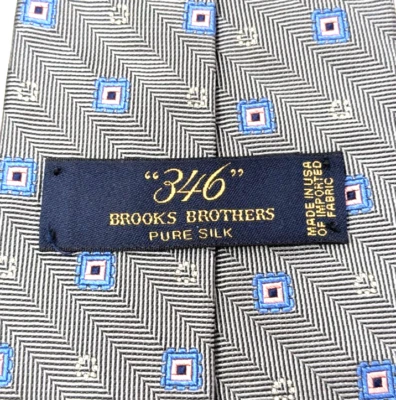 "346"
BROOKS BROTHERS
PURE SILK
MADE IN USA
OF IMPORTED
FABRIC